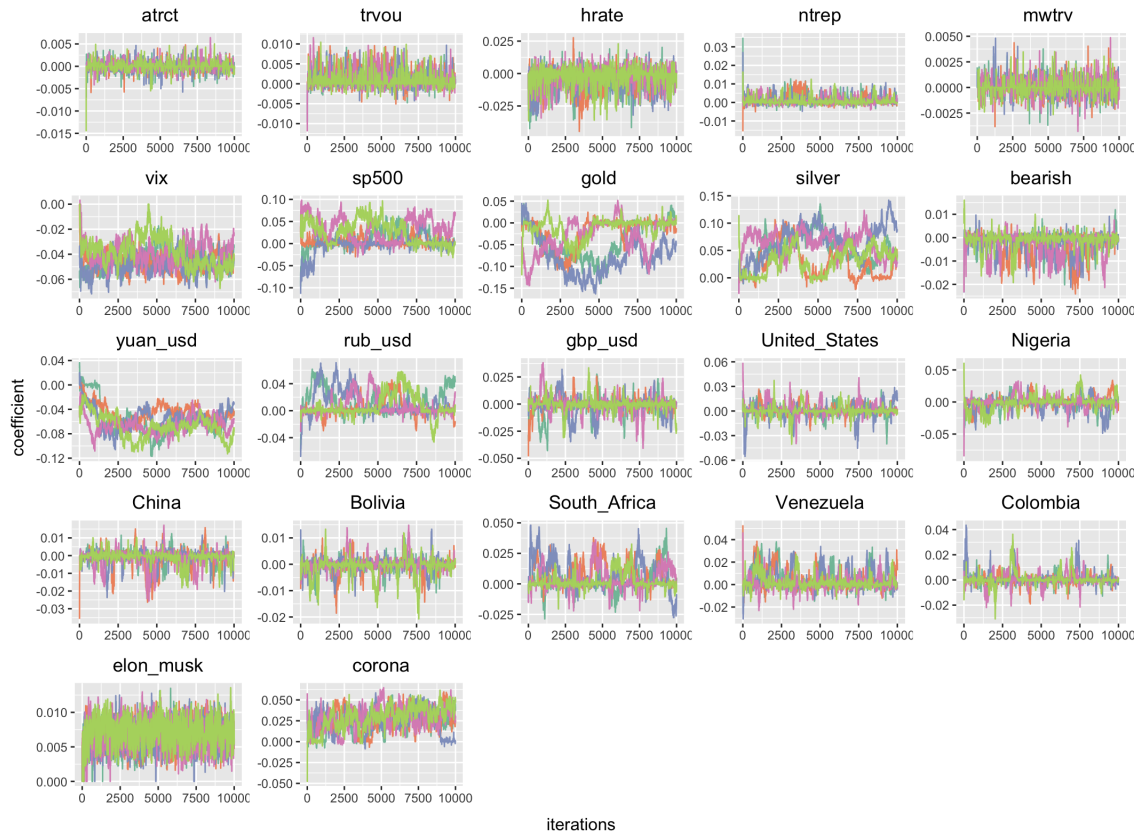 atrct trvou hrate ntrep mwtrv
0.005 0.010 0.025 0.03 0.0050
0.000 0.005 0.000 0.02 0.0025
-0.005 0.000 -0.025 0.01 0.0000
-0.010 -0.005 0.00 -0.0025
-0.015 -0.010 -0.01
0 2500 5000 7500 10000 0 2500 5000 7500 10000 0 2500 5000 7500 10000 0 2500 5000 7500 10000 0 2500 5000 7500 10000
vix sp500 gold silver bearish
0.00 0.10 0.05 0.15 0.01
-0.02 0.05 0.00 0.10 0.00
-0.04 0.00 -0.05 0.05 -0.01
-0.06 -0.05 -0.10 0.00 -0.02
-0.10 -0.15
0 2500 5000 7500 10000 0 2500 5000 7500 10000 0 2500 5000 7500 10000 0 2500 5000 7500 10000 0 2500 5000 7500 10000
yuan_usd rub_usd gbp_usd United_States Nigeria
0.04 0.04 0.025 0.06 0.05
0.00 0.00 0.000 0.03 0.00
-0.04 -0.04 -0.025 0.00 -0.05
-0.08 -0.050 -0.03
-0.12 -0.06
0 2500 5000 7500 10000 0 2500 5000 7500 10000 0 2500 5000 7500 10000 0 2500 5000 7500 10000 0 2500 5000 7500 10000
China Bolivia South_Africa Venezuela Colombia
0.01 0.01 0.050 0.04 0.04
0.00 0.00 0.025 0.02 0.02
-0.01 -0.01 0.000 0.00 0.00
-0.02 -0.02 -0.025 -0.02 -0.02
-0.03
0 2500 5000 7500 10000 0 2500 5000 7500 10000 0 2500 5000 7500 10000 0 2500 5000 7500 10000 0 2500 5000 7500 10000
elon_musk corona
0.010 0.050
0.005 0.025
0.000 0.000
-0.025
-0.050
0 2500 5000 7500 10000 0 2500 5000 7500 10000
coefficient
iterations